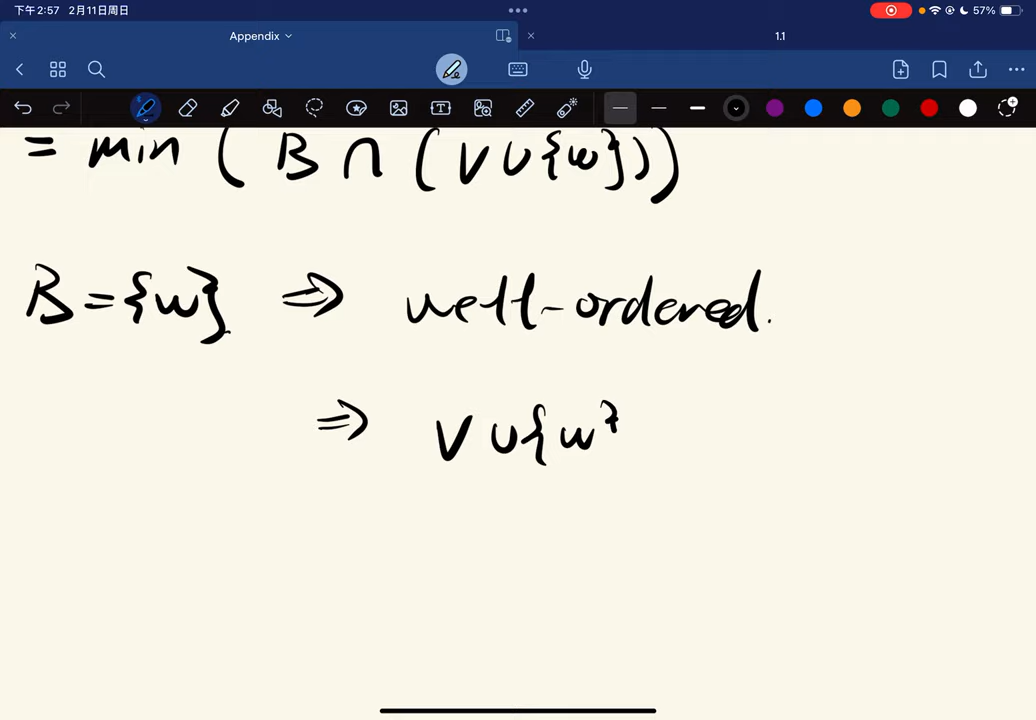 下午2:57 2月11日周日
57%
Appendix
1.1
= min ( B ∩ ( V ∪ {w}))
B = {w} ⇒ well-ordered.
⇒ V ∪ {w